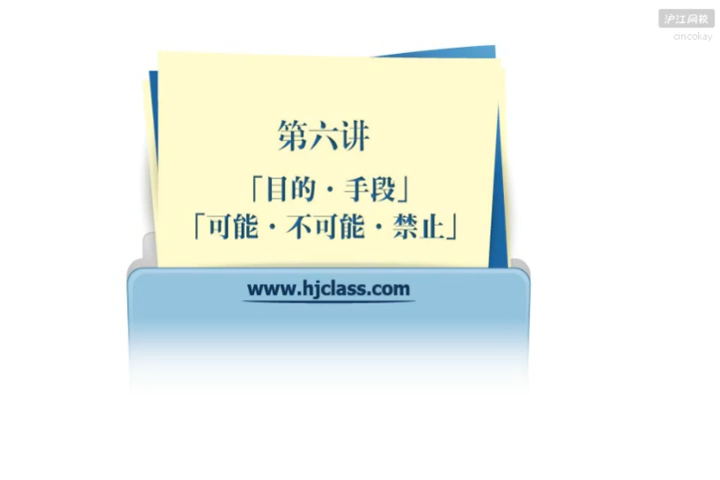 沪江网校
cincokay
第六讲
「目的·手段」
「可能·不可能·禁止」
www.hjclass.com